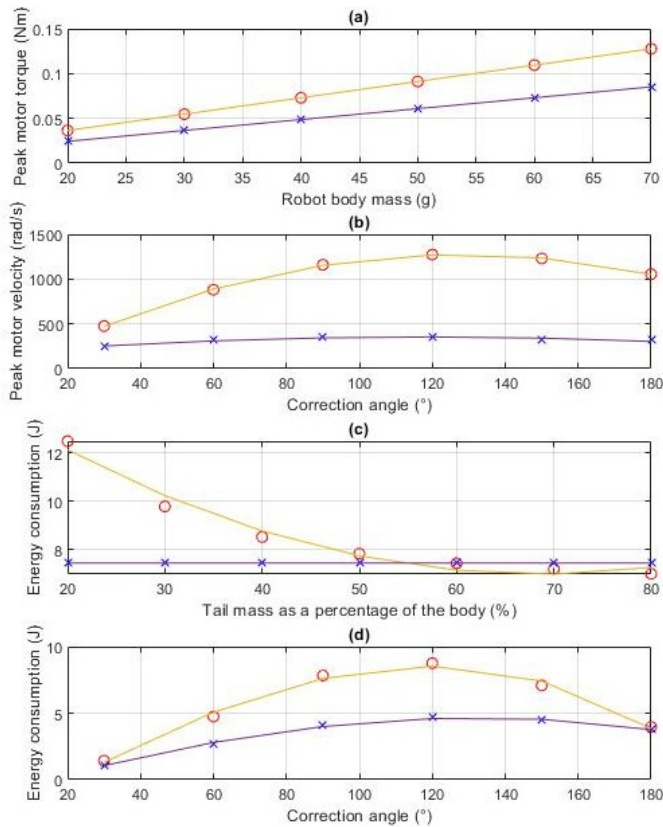 (a)
Peak motor torque (Nm)
0.15
0.1
0.05
0
20 25 30 35 40 45 50 55 60 65 70
Robot body mass (g)
(b)
Peak motor velocity (rad/s)
1500
1000
500
0
20 40 60 80 100 120 140 160 180
Correction angle (°)
(c)
Energy consumption (J)
12
10
8
20 30 40 50 60 70 80
Tail mass as a percentage of the body (%)
(d)
Energy consumption (J)
10
5
0
20 40 60 80 100 120 140 160 180
Correction angle (°)